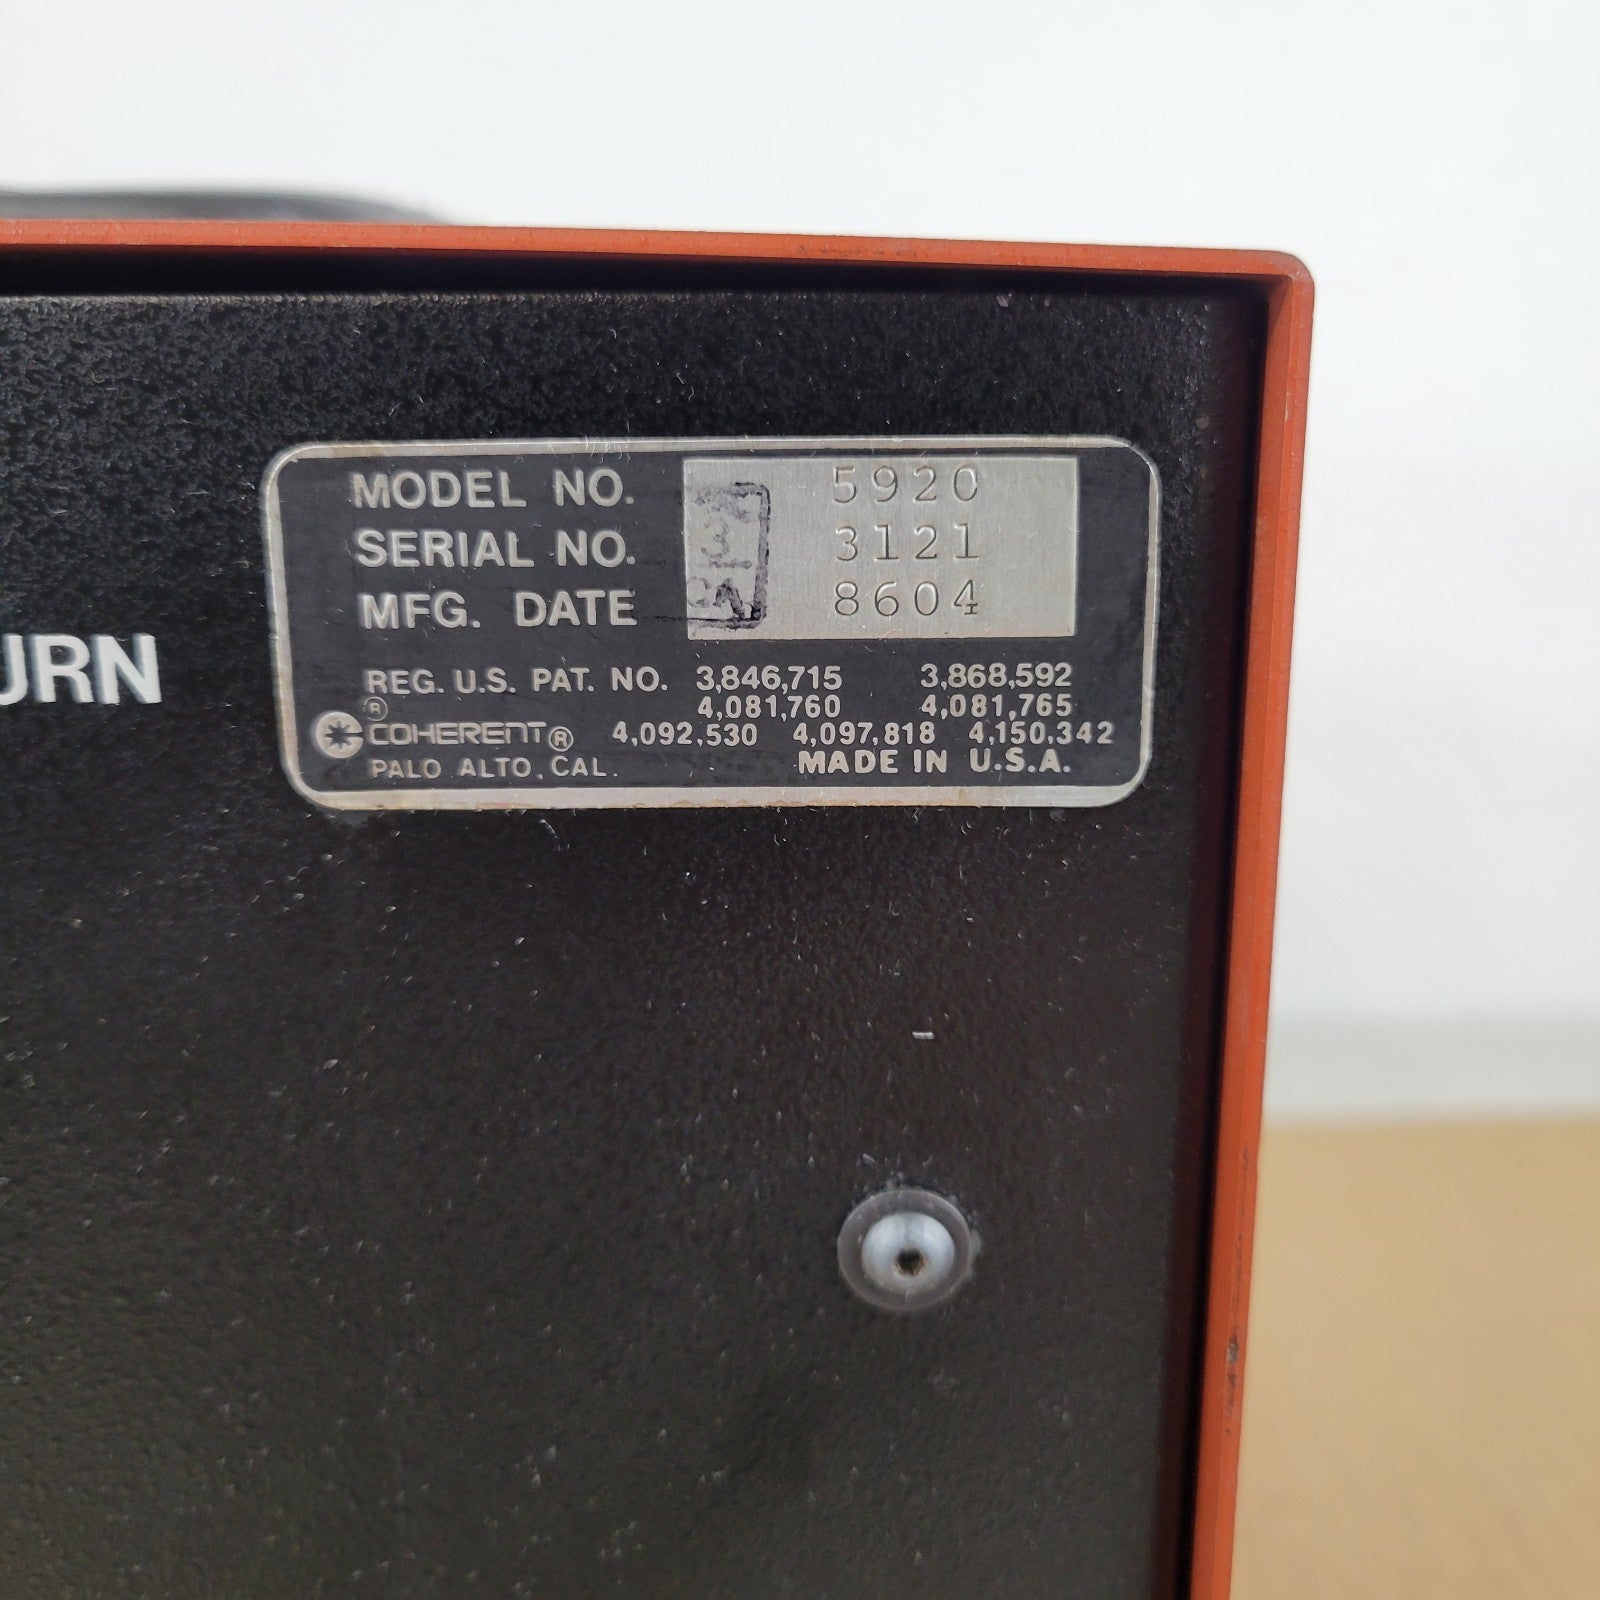 MODEL NO. 5920
SERIAL NO. 3121
MFG. DATE 8604
URN
REG. U.S. PAT. NO. 3,846,715 3,868,592
® 4,081,760 4,081,765
COHERENT® 4,092,530 4,097,818 4,150,342
PALO ALTO, CAL. MADE IN U.S.A.